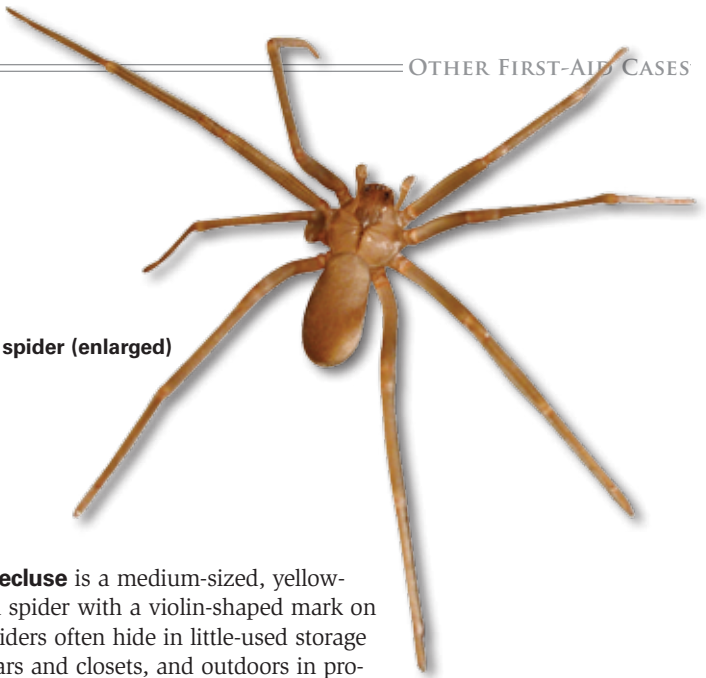 OTHER FIRST-AID CASES
spider (enlarged)
ecluse is a medium-sized, yellow-
spider with a violin-shaped mark on
iders often hide in little-used storage
ars and closets, and outdoors in pro-